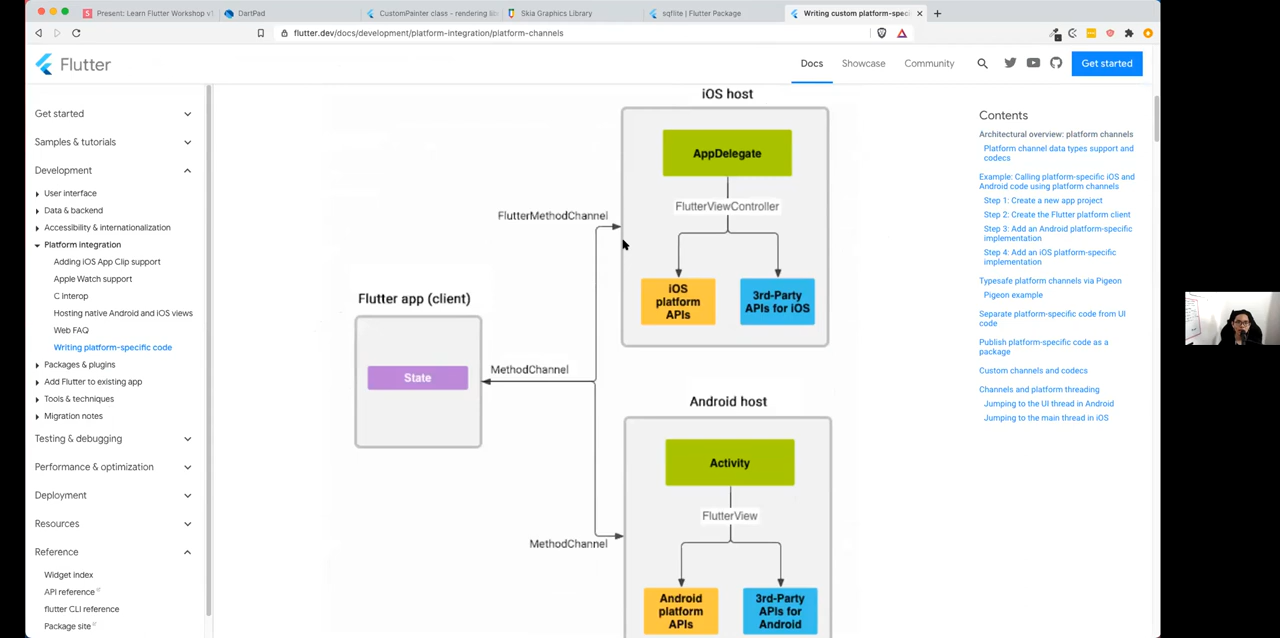 Present: Learn Flutter Workshop v1
DartPad
CustomPainter class - rendering lib
Skia Graphics Library
sqflite | Flutter Package
Writing custom platform-speci
flutter.dev/docs/development/platform-integration/platform-channels
Flutter
Docs
Showcase
Community
Get started
Get started
Samples & tutorials
Development
User interface
Data & backend
Accessibility & internationalization
Platform integration
Adding iOS App Clip support
Apple Watch support
C Interop
Hosting native Android and iOS views
Web FAQ
Writing platform-specific code
Packages & plugins
Add Flutter to existing app
Tools & techniques
Migration notes
Testing & debugging
Performance & optimization
Deployment
Resources
Reference
Widget index
API reference
flutter CLI reference
Package site
iOS host
AppDelegate
FlutterViewController
FlutterMethodChannel
iOS
platform
APIs
3rd-Party
APIs for iOS
Flutter app (client)
State
MethodChannel
Android host
Activity
FlutterView
MethodChannel
Android
platform
APIs
3rd-Party
APIs for
Android
Contents
Architectural overview: platform channels
Platform channel data types support and
codecs
Example: Calling platform-specific iOS and
Android code using platform channels
Step 1: Create a new app project
Step 2: Create the Flutter platform client
Step 3: Add an Android platform-specific
implementation
Step 4: Add an iOS platform-specific
implementation
Typesafe platform channels via Pigeon
Pigeon example
Separate platform-specific code from UI
code
Publish platform-specific code as a
package
Custom channels and codecs
Channels and platform threading
Jumping to the UI thread in Android
Jumping to the main thread in iOS